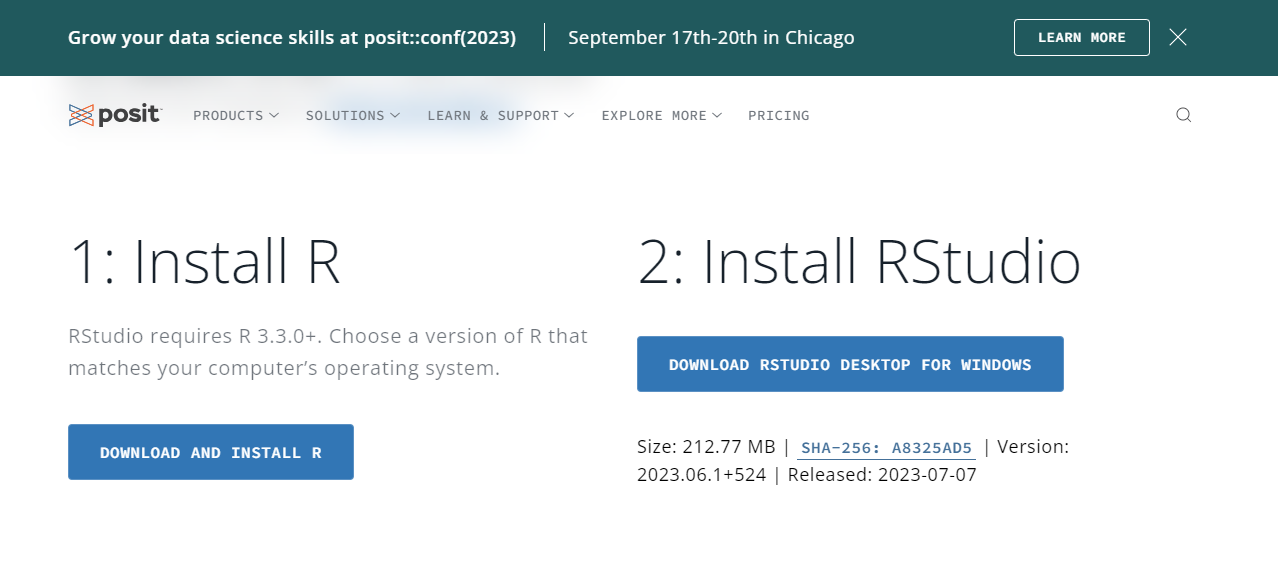 Grow your data science skills at posit::conf(2023) | September 17th-20th in Chicago LEARN MORE
posit™ PRODUCTS SOLUTIONS LEARN & SUPPORT EXPLORE MORE PRICING
1: Install R
RStudio requires R 3.3.0+. Choose a version of R that
matches your computer’s operating system.
DOWNLOAD AND INSTALL R
2: Install RStudio
DOWNLOAD RSTUDIO DESKTOP FOR WINDOWS
Size: 212.77 MB | SHA-256: A8325AD5 | Version:
2023.06.1+524 | Released: 2023-07-07